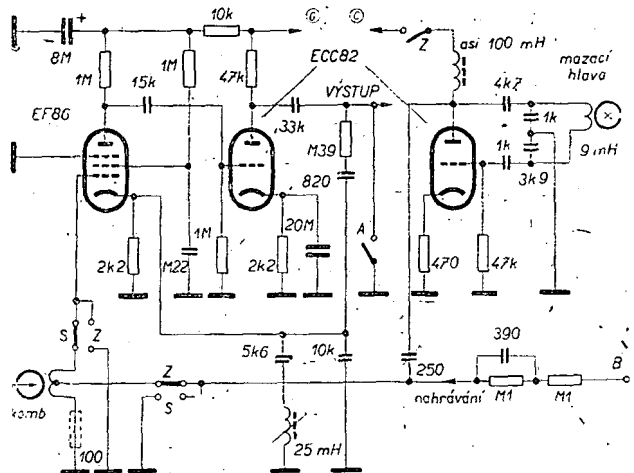 8M
+
10k
G
C
Z
asi 100 mH
mazací
hlava
1M
1M
47k
ECC82
EF86
15k
33k
VÝSTUP
4k7
1k
1k
3k9
9 mH
M39
820
A
20M
1M
M22
2k2
2k2
470
47k
S
Z
5k6
10k
250
390
B
Z
S
nahrávání
M1
M1
komb
100
25 mH